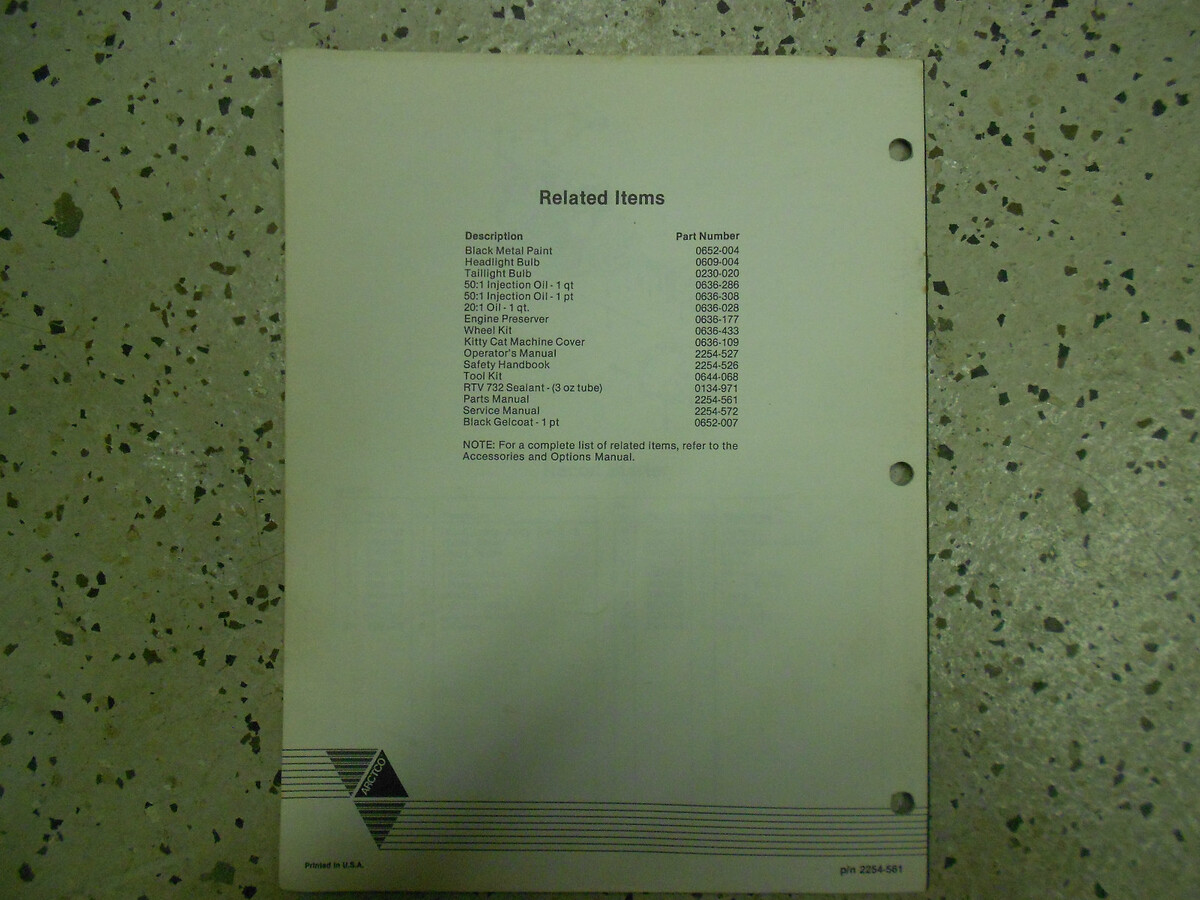 Related Items
Description Part Number
Black Metal Paint 0652-004
Headlight Bulb 0609-004
Taillight Bulb 0230-020
50:1 Injection Oil - 1 qt 0636-286
50:1 Injection Oil - 1 pt 0636-308
20:1 Oil - 1 qt. 0636-028
Engine Preserver 0636-177
Wheel Kit 0636-433
Kitty Cat Machine Cover 0636-109
Operator's Manual 2254-527
Safety Handbook 2254-526
Tool Kit 0644-068
RTV 732 Sealant - (3 oz tube) 0134-971
Parts Manual 2254-561
Service Manual 2254-572
Black Gelcoat - 1 pt 0652-007
NOTE: For a complete list of related items, refer to the
Accessories and Options Manual.
ARCTCO
Printed in U.S.A.
p/n 2254-561